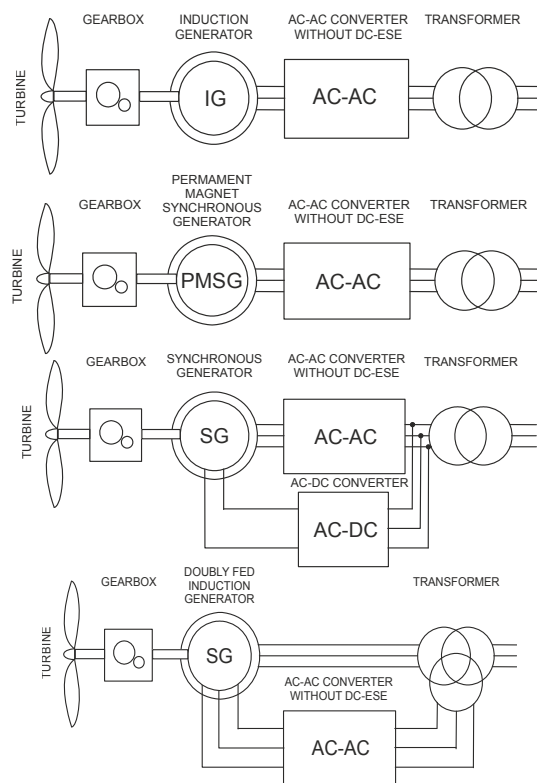 GEARBOX
INDUCTION
GENERATOR
AC-AC CONVERTER
WITHOUT DC-ESE
TRANSFORMER
TURBINE
IG
AC-AC
PERMAMENT
MAGNET
SYNCHRONOUS
GENERATOR
GEARBOX
AC-AC CONVERTER
WITHOUT DC-ESE
TRANSFORMER
TURBINE
PMSG
AC-AC
GEARBOX
SYNCHRONOUS
GENERATOR
AC-AC CONVERTER
WITHOUT DC-ESE
TRANSFORMER
TURBINE
SG
AC-AC
AC-DC CONVERTER
AC-DC
GEARBOX
DOUBLY FED
INDUCTION
GENERATOR
TRANSFORMER
TURBINE
SG
AC-AC CONVERTER
WITHOUT DC-ESE
AC-AC